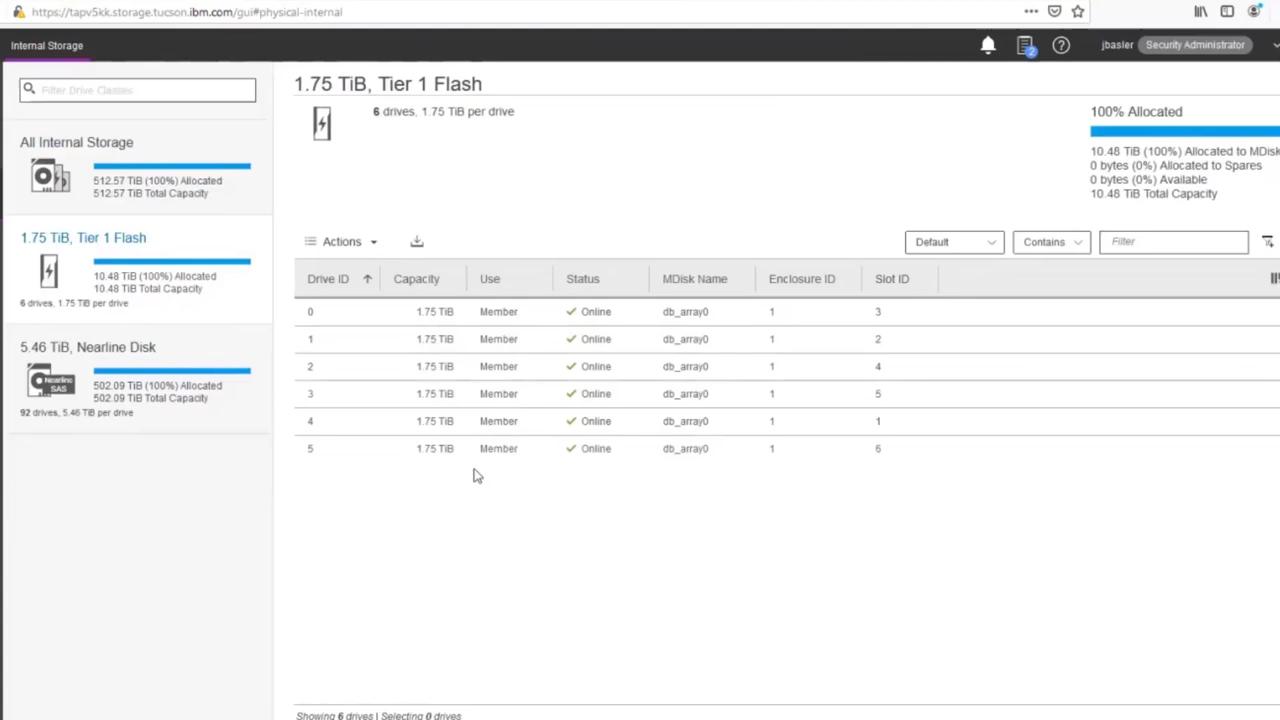 https://tapv5kk.storage.tucson.ibm.com/gui#physical-internal
Internal Storage
2
jbasler Security Administrator
Filter Drive Classes
All Internal Storage
512.57 TiB (100%) Allocated
512.57 TiB Total Capacity
1.75 TiB, Tier 1 Flash
10.48 TiB (100%) Allocated
10.48 TiB Total Capacity
6 drives, 1.75 TiB per drive
5.46 TiB, Nearline Disk
Nearline
SAS
502.09 TiB (100%) Allocated
502.09 TiB Total Capacity
92 drives, 5.46 TiB per drive
1.75 TiB, Tier 1 Flash
6 drives, 1.75 TiB per drive
100% Allocated
10.48 TiB (100%) Allocated to MDisk
0 bytes (0%) Allocated to Spares
0 bytes (0%) Available
10.48 TiB Total Capacity
Actions Default Contains Filter
Drive ID Capacity Use Status MDisk Name Enclosure ID Slot ID
0 1.75 TiB Member Online db_array0 1 3
1 1.75 TiB Member Online db_array0 1 2
2 1.75 TiB Member Online db_array0 1 4
3 1.75 TiB Member Online db_array0 1 5
4 1.75 TiB Member Online db_array0 1 1
5 1.75 TiB Member Online db_array0 1 6
Showing 6 drives | Selecting 0 drives